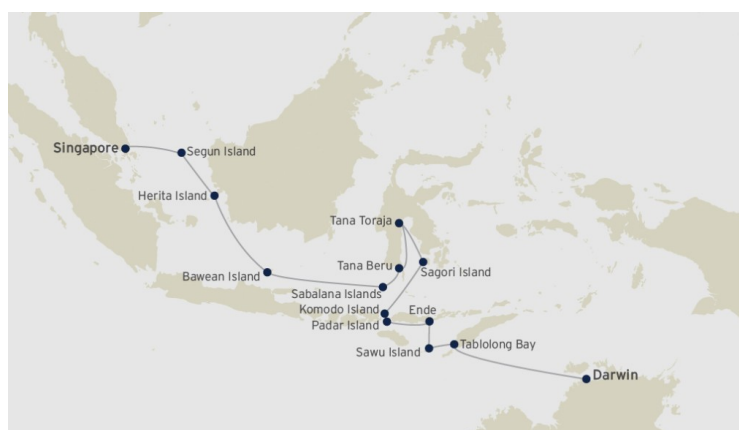 Singapore
Segun Island
Herita Island
Tana Toraja
Tana Beru
Sagori Island
Bawean Island
Sabalana Islands
Komodo Island
Ende
Padar Island
Tablolong Bay
Sawu Island
Darwin